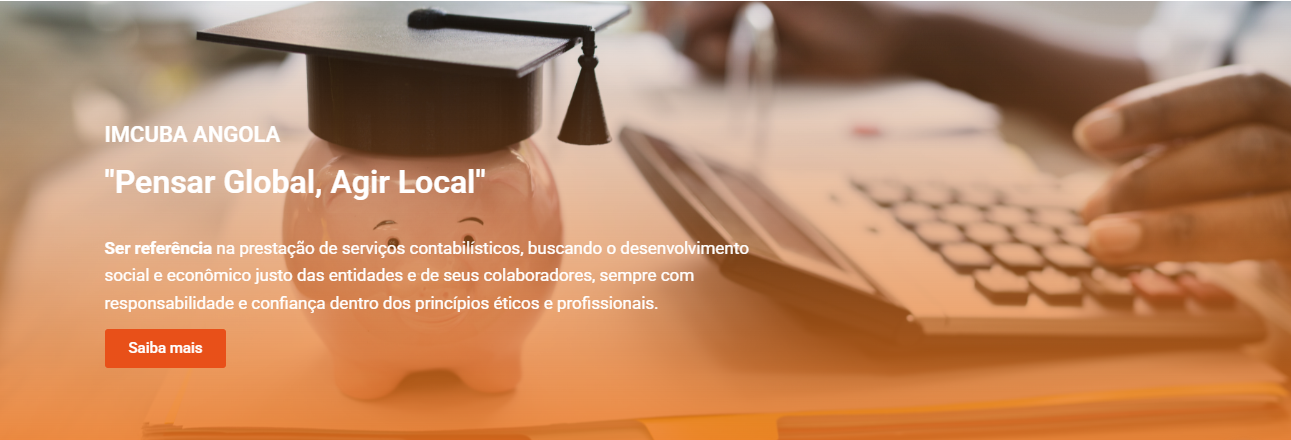 IMCUBA ANGOLA
"Pensar Global, Agir Local"
Ser referência na prestação de serviços contabilísticos, buscando o desenvolvimento
social e econômico justo das entidades e de seus colaboradores, sempre com
responsabilidade e confiança dentro dos princípios éticos e profissionais.
Saiba mais